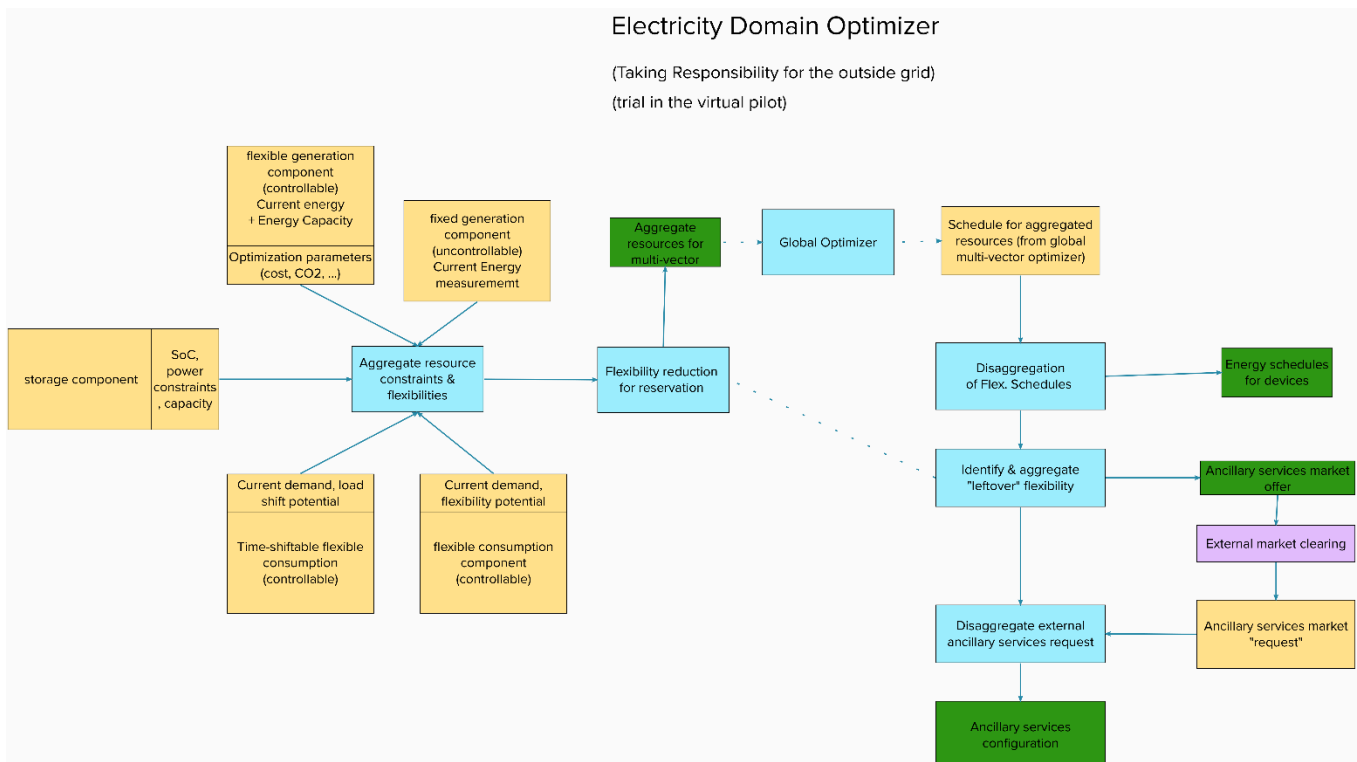 Electricity Domain Optimizer
(Taking Responsibility for the outside grid)
(trial in the virtual pilot)
flexible generation
component
(controllable)
Current energy
+ Energy Capacity
Optimization parameters
(cost, CO2, ...)
fixed generation
component
(uncontrollable)
Current Energy
measurememt
Aggregate
resources for
multi-vector
Global Optimizer
Schedule for aggregated
resources (from global
multi-vector optimizer)
storage component
SoC,
power
constraints
, capacity
Aggregate resource
constraints &
flexibilities
Flexibility reduction
for reservation
Disaggregation
of Flex. Schedules
Energy schedules
for devices
Current demand, load
shift potential
Time-shiftable flexible
consumption
(controllable)
Current demand,
flexibility potential
flexible consumption
component
(controllable)
Identify & aggregate
"leftover" flexibility
Ancillary services market
offer
External market clearing
Disaggregate external
ancillary services request
Ancillary services market
"request"
Ancillary services
configuration